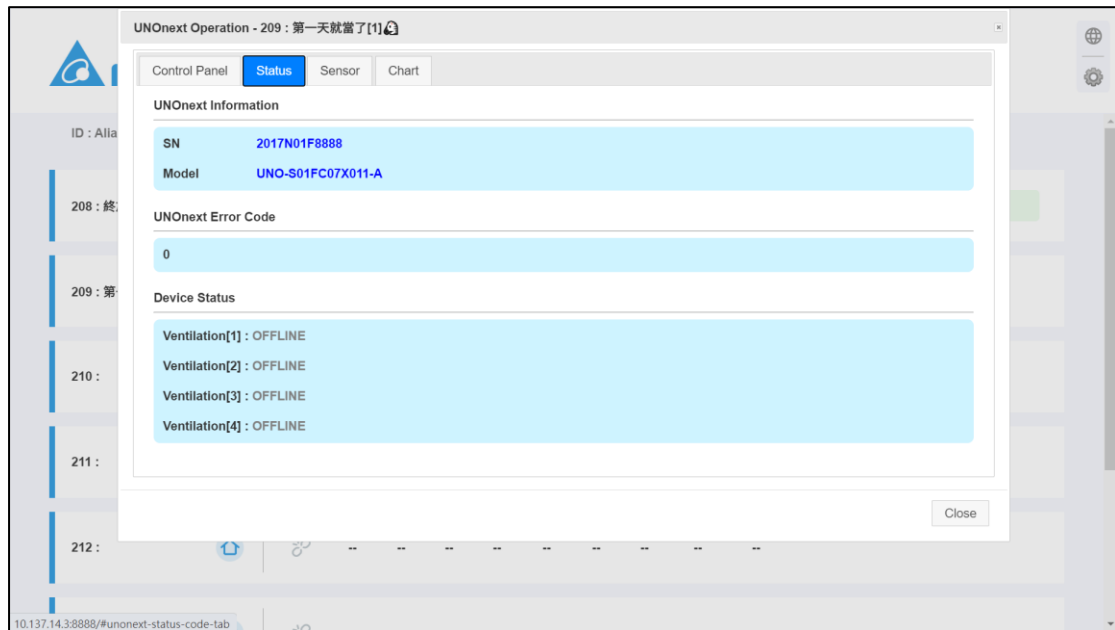 UNOnext Operation - 209 : 第一天就當了[1]
Control Panel Status Sensor Chart
UNOnext Information
SN 2017N01F8888
Model UNO-S01FC07X011-A
UNOnext Error Code
0
Device Status
Ventilation[1] : OFFLINE
Ventilation[2] : OFFLINE
Ventilation[3] : OFFLINE
Ventilation[4] : OFFLINE
Close
ID : Alia
208 : 終
209 : 第一
210 :
211 :
212 : -- -- -- -- -- -- -- -- --
10.137.14.3:8888/#unonext-status-code-tab